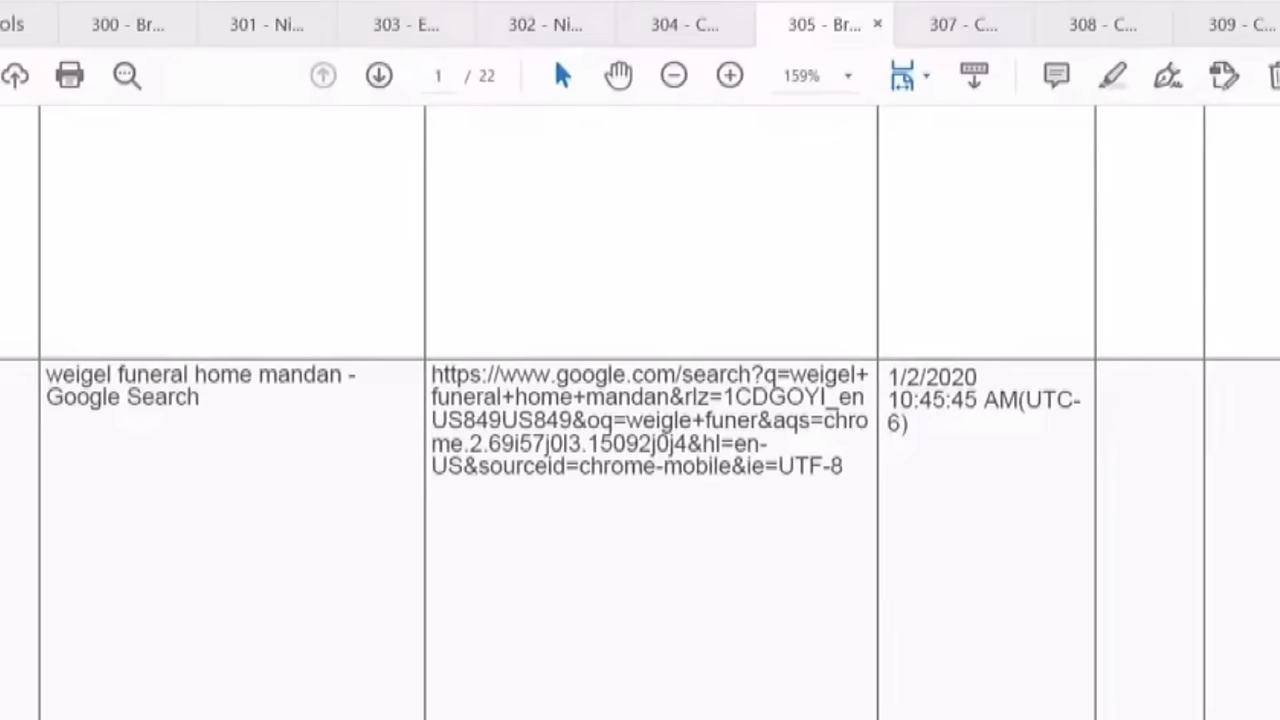 ols
300 - Br...
301 - Ni...
303 - E...
302 - Ni...
304 - C...
305 - Br...
307 - C...
308 - C...
309 - C...
1 / 22
159%
weigel funeral home mandan -
Google Search
https://www.google.com/search?q=weigel+
funeral+home+mandan&rlz=1CDGOYI_en
US849US849&oq=weigle+funer&aqs=chro
me.2.69i57j0l3.15092j0j4&hl=en-
US&sourceid=chrome-mobile&ie=UTF-8
1/2/2020
10:45:45 AM(UTC-
6)